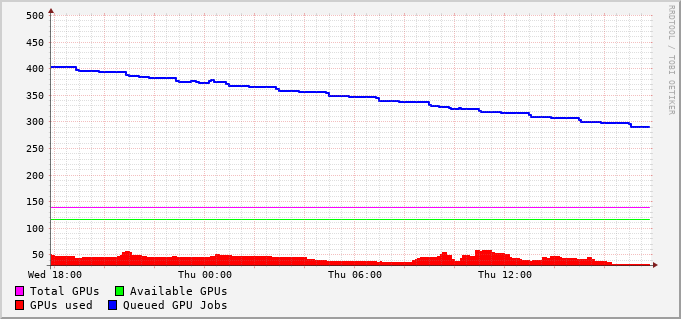 500
450
400
350
300
250
200
150
100
50
Wed 18:00 Thu 00:00 Thu 06:00 Thu 12:00
Total GPUs Available GPUs
GPUs used Queued GPU Jobs
RRDTOOL / TOBI OETIKER